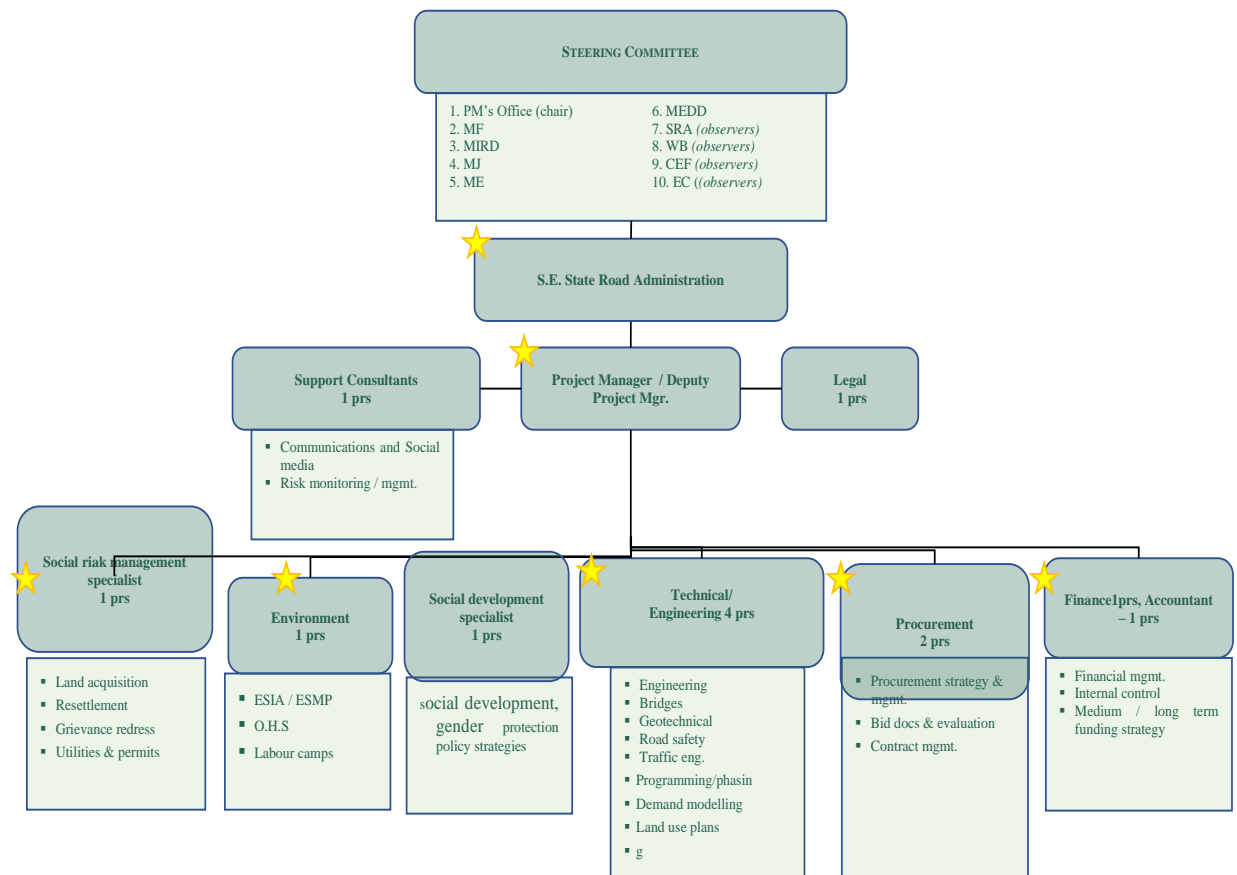 STEERING COMMITTEE
1. PM's Office (chair)
2. MF
3. MIRD
4. MJ
5. ME
6. MEDD
7. SRA (observers)
8. WB (observers)
9. CEF (observers)
10. EC ((observers)
S.E. State Road Administration
Support Consultants
1 prs
Project Manager / Deputy
Project Mgr.
Legal
1 prs
▪ Communications and Social
media
▪ Risk monitoring / mgmt.
Social risk management
specialist
1 prs
▪ Land acquisition
▪ Resettlement
▪ Grievance redress
▪ Utilities & permits
Environment
1 prs
▪ ESIA / ESMP
▪ O.H.S
▪ Labour camps
Social development
specialist
1 prs
social development,
gender protection
policy strategies
Technical/
Engineering 4 prs
▪ Engineering
▪ Bridges
▪ Geotechnical
▪ Road safety
▪ Traffic eng.
▪ Programming/phasin
▪ Demand modelling
▪ Land use plans
▪ g
Procurement
2 prs
▪ Procurement strategy &
mgmt.
▪ Bid docs & evaluation
▪ Contract mgmt.
Finance1prs, Accountant
– 1 prs
▪ Financial mgmt.
▪ Internal control
▪ Medium / long term
funding strategy